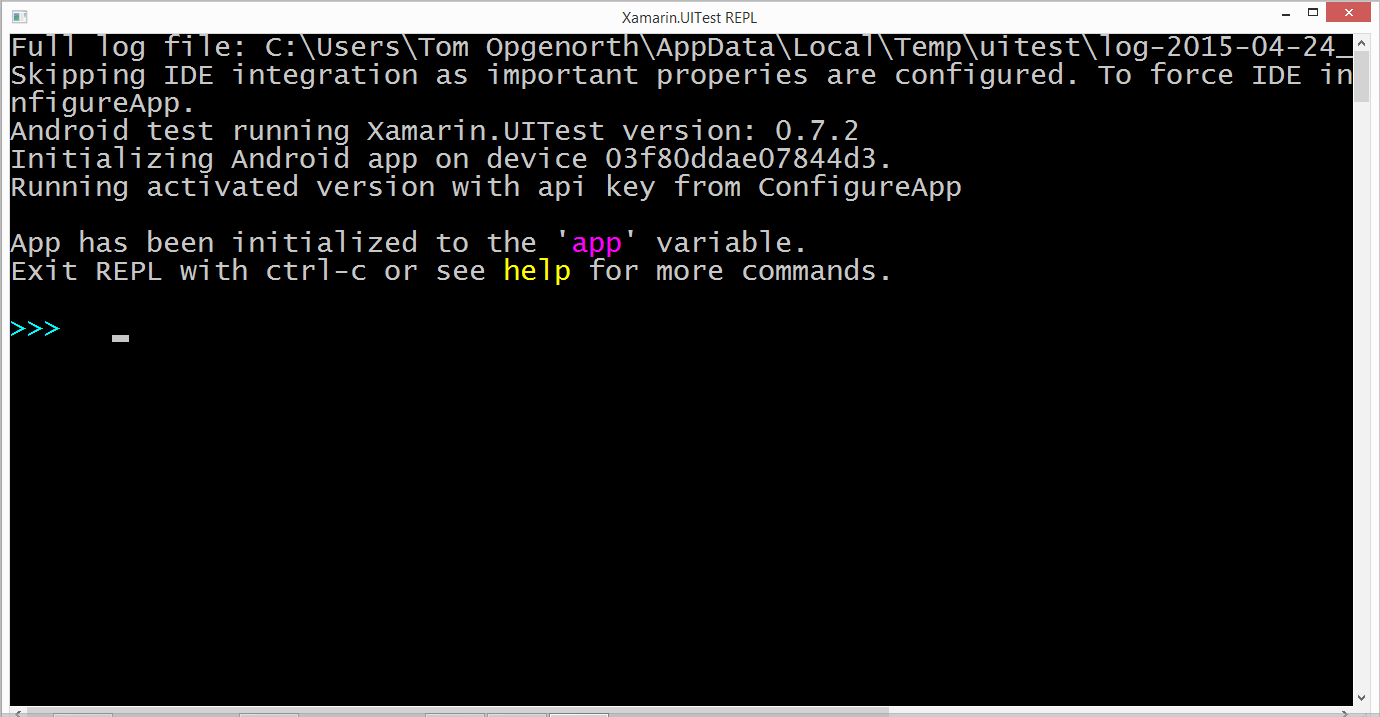 Xamarin.UITest REPL
Full log file: C:\Users\Tom Opgenorth\AppData\Local\Temp\uitest\log-2015-04-24_
Skipping IDE integration as important properies are configured. To force IDE in
nfigureApp.
Android test running Xamarin.UITest version: 0.7.2
Initializing Android app on device 03f80ddae07844d3.
Running activated version with api key from ConfigureApp
App has been initialized to the 'app' variable.
Exit REPL with ctrl-c or see help for more commands.
>>>